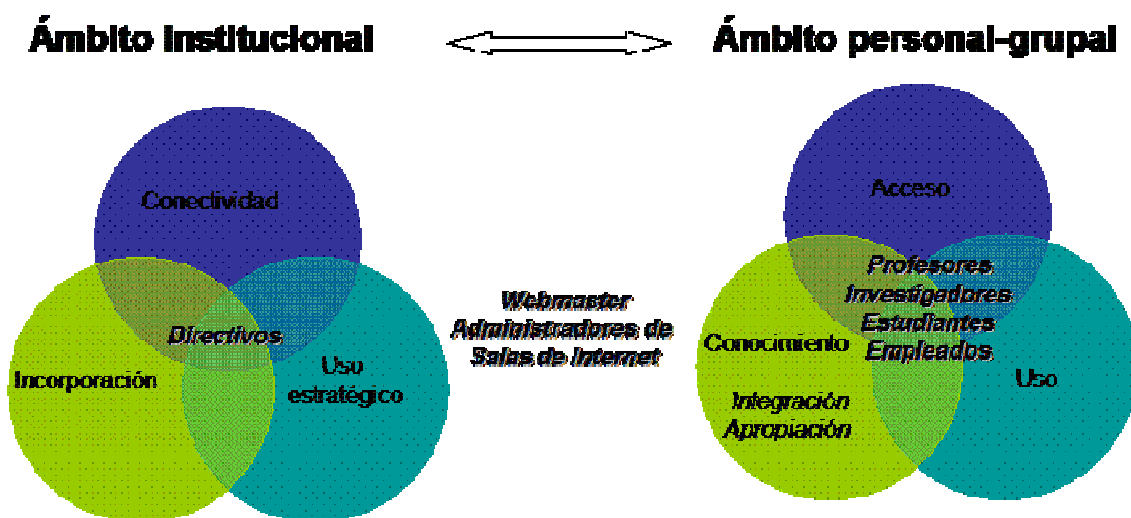 Ámbito institucional
Ámbito personal-grupal
Conectividad
Directivos
Incorporación
Uso
estratégico
Webmaster
Administradores de
Salas de Internet
Acceso
Profesores
Investigadores
Estudiantes
Empleados
Conocimiento
Uso
Integración
Apropiación